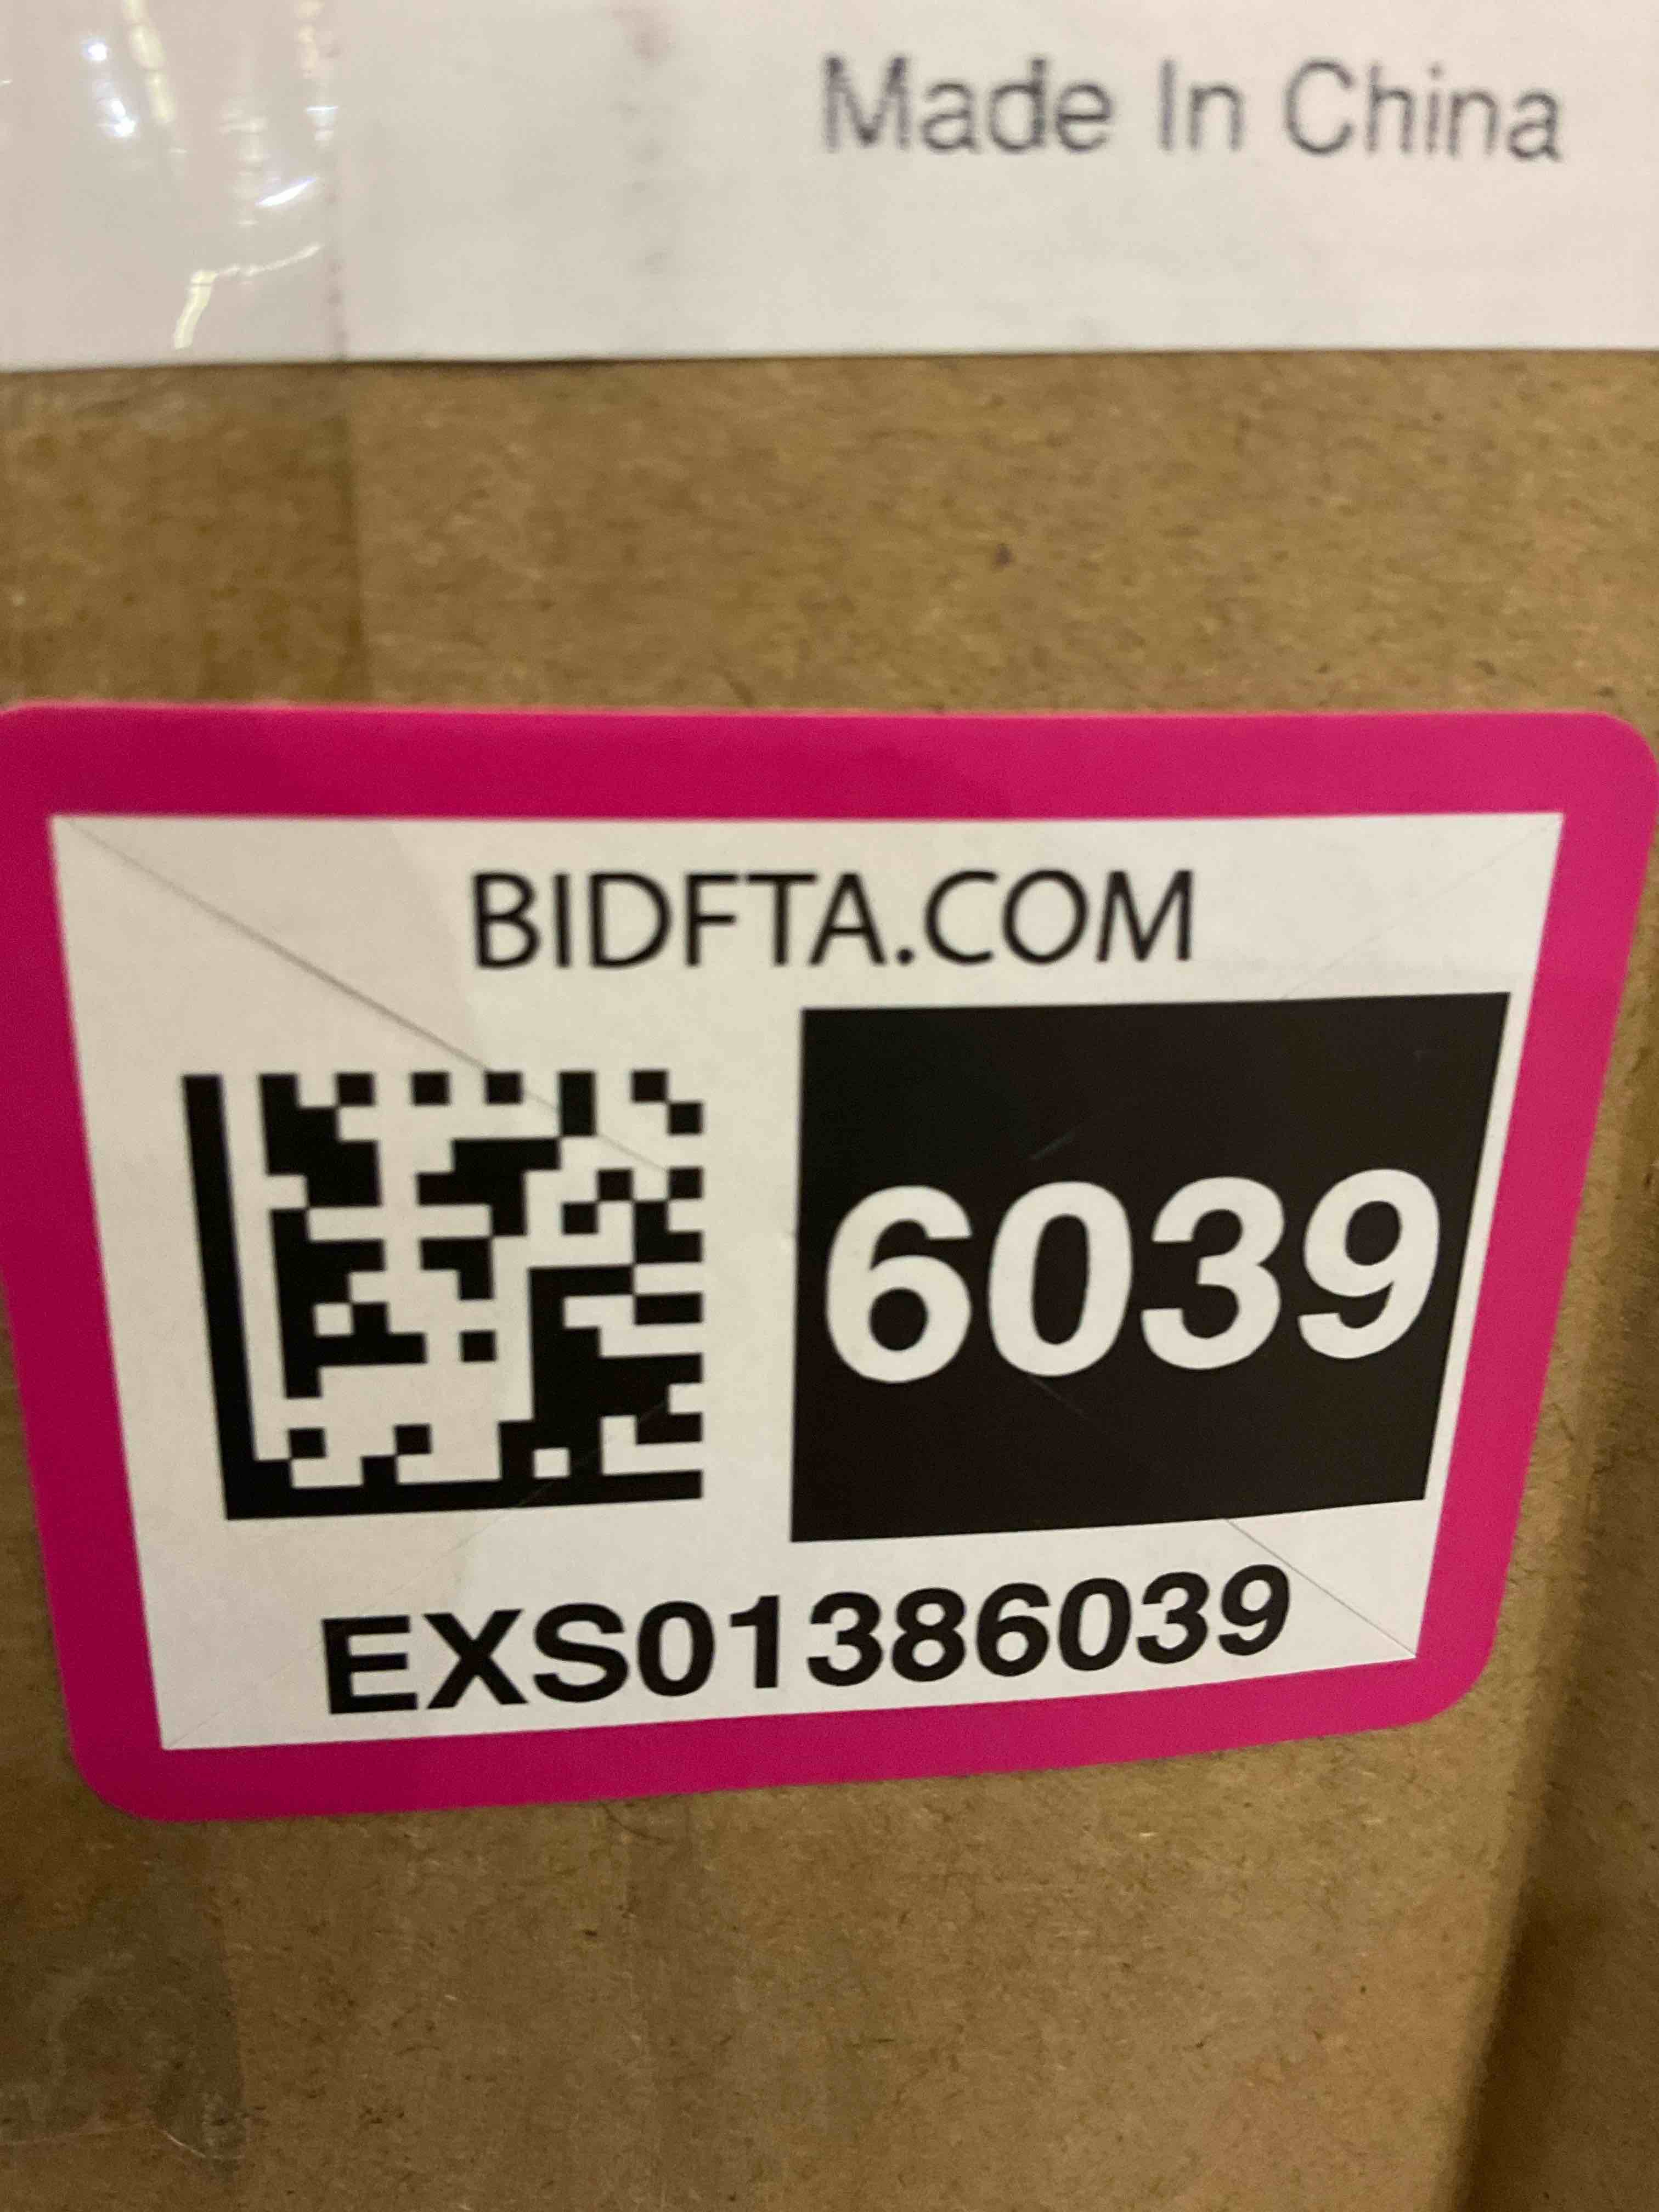 Made In China
BIDFTA.COM
6039
EXS01386039